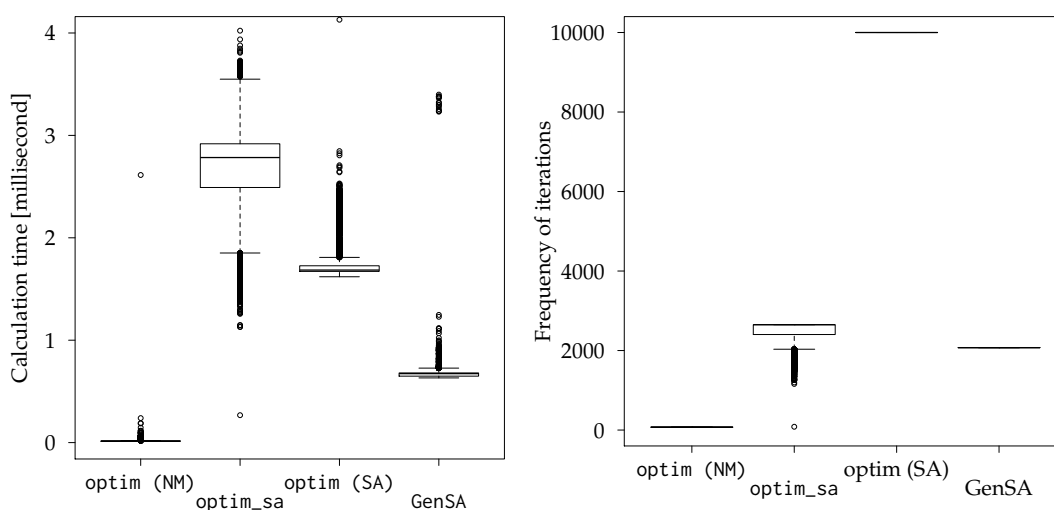 Calculation time [millisecond]
4
3
2
1
0
optim (NM)
optim_sa
optim (SA)
GenSA
Frequency of iterations
10000
8000
6000
4000
2000
0
optim (NM)
optim_sa
optim (SA)
GenSA